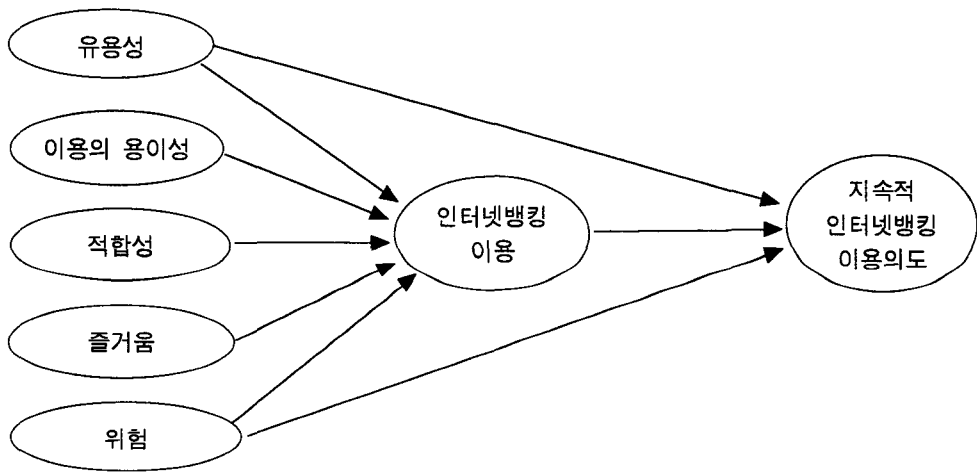 유용성
이용의 용이성
적합성
즐거움
위험
인터넷뱅킹
이용
지속적
인터넷뱅킹
이용의도